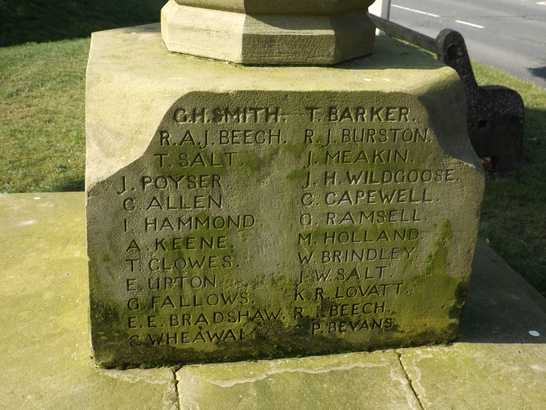 G.H. SMITH. T. BARKER.
R.A.J. BEECH. R.J. BURSTON.
T. SALT. J. MEAKIN.
J. POYSER J. H. WILDGOOSE.
C. ALLEN C. CAPEWELL.
I. HAMMOND G. RAMSELL.
A. KEENE. M. HOLLAND.
T. CLOWES. W. BRINDLEY.
E. UPTON. J. W. SALT.
G. FALLOWS. K. R. LOVATT.
E. E. BRADSHAW. BEECH.
P. BEVANS.